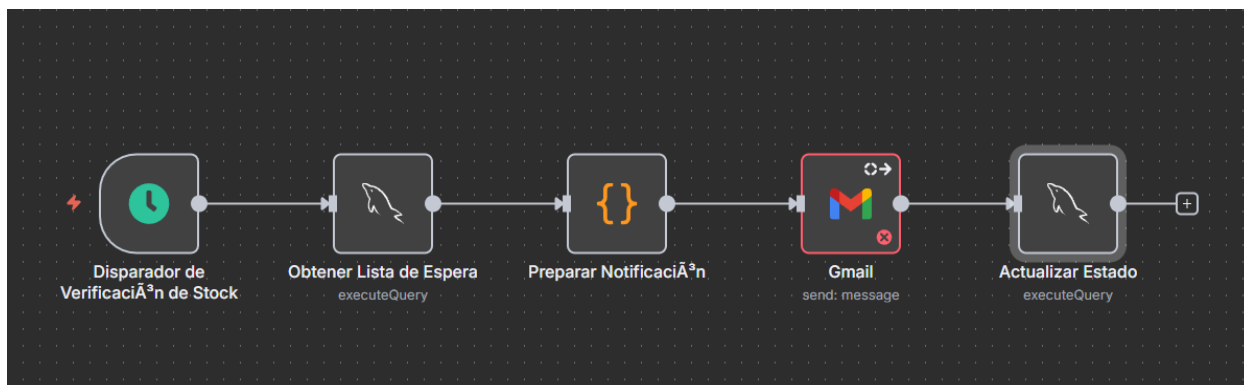 Disparador de
VerificaciÃ³n de Stock
Obtener Lista de Espera
executeQuery
Preparar NotificaciÃ³n
Gmail
send: message
Actualizar Estado
executeQuery